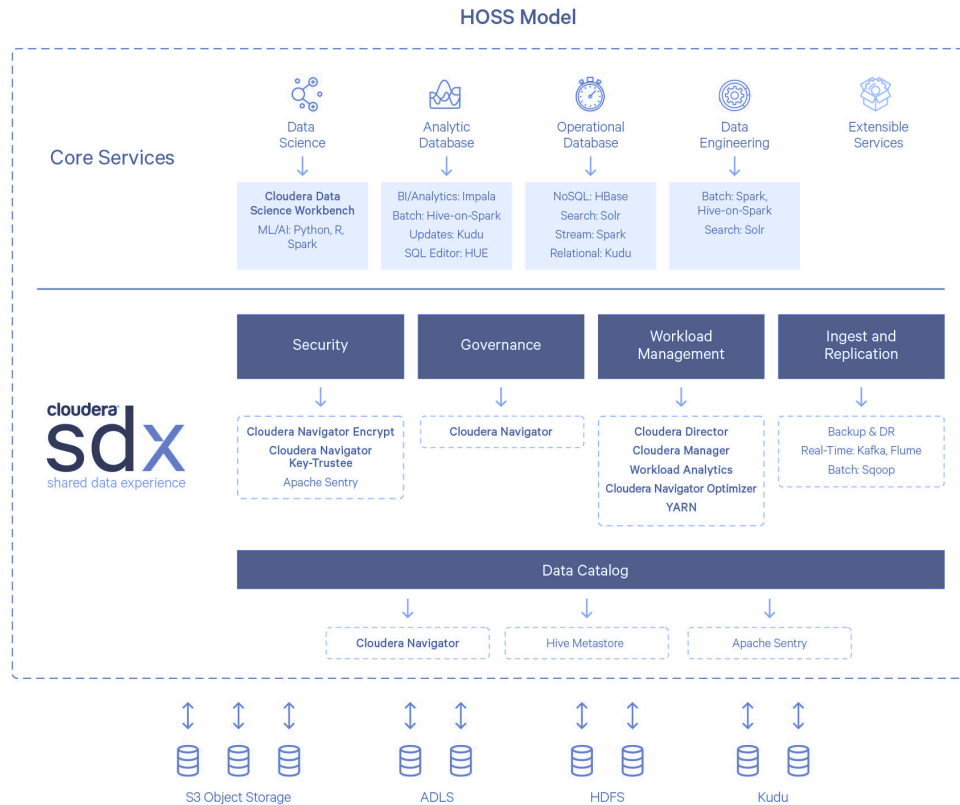 HOSS Model
Core Services
Data
Science
Analytic
Database
Operational
Database
Data
Engineering
Extensible
Services
Cloudera Data
Science Workbench
ML/AI: Python, R,
Spark
BI/Analytics: Impala
Batch: Hive-on-Spark
Updates: Kudu
SQL Editor: HUE
NoSQL: HBase
Search: Solr
Stream: Spark
Relational: Kudu
Batch: Spark,
Hive-on-Spark
Search: Solr
cloudera
sdx
shared data experience
Security
Governance
Workload
Management
Ingest and
Replication
Cloudera Navigator Encrypt
Cloudera Navigator
Key-Trustee
Apache Sentry
Cloudera Navigator
Cloudera Director
Cloudera Manager
Workload Analytics
Cloudera Navigator Optimizer
YARN
Backup & DR
Real-Time: Kafka, Flume
Batch: Sqoop
Data Catalog
Cloudera Navigator
Hive Metastore
Apache Sentry
S3 Object Storage
ADLS
HDFS
Kudu